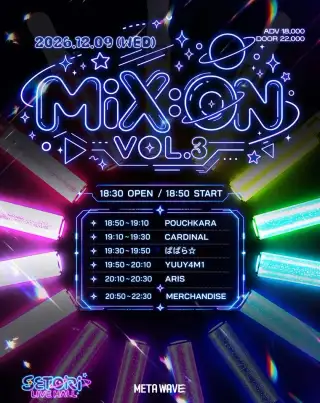 2026.12.09 (WED)
ADV 18,000
DOOR 22,000
MiX:ON
VOL.3
18:30 OPEN / 18:50 START
18:50~19:10 POUCHKARA
19:10~19:30 CARDINAL
19:30~19:50 ぱぱら☆
19:50~20:10 YUUY4M1
20:10~20:30 ARIS
20:50~22:30 MERCHANDISE
SETORi
LIVE HALL
META WAVE